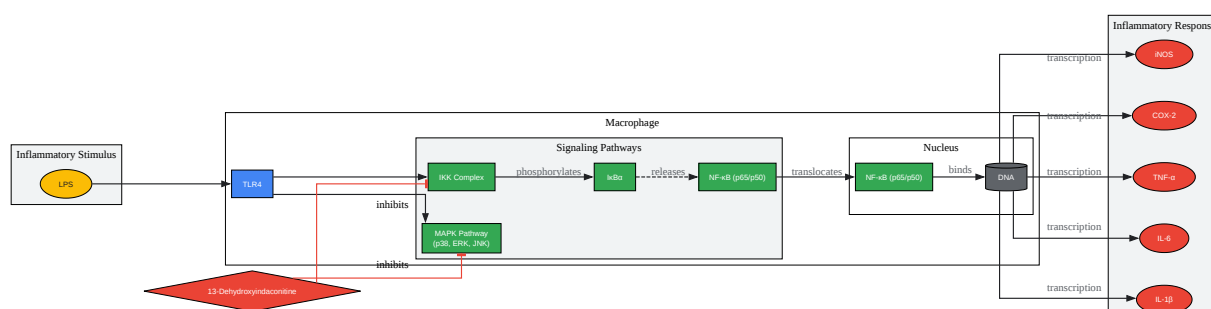 Inflammatory Stimulus
LPS
Macrophage
TLR4
Signaling Pathways
IKK Complex
phosphorylates
IκBα
releases
NF-κB (p65/p50)
translocates
inhibits
MAPK Pathway
(p38, ERK, JNK)
inhibits
13-Dehydroxyindaconitine
Nucleus
NF-κB (p65/p50)
binds
DNA
Inflammatory Respon
transcription
iNOS
transcription
COX-2
transcription
TNF-α
transcription
IL-6
transcription
IL-1β